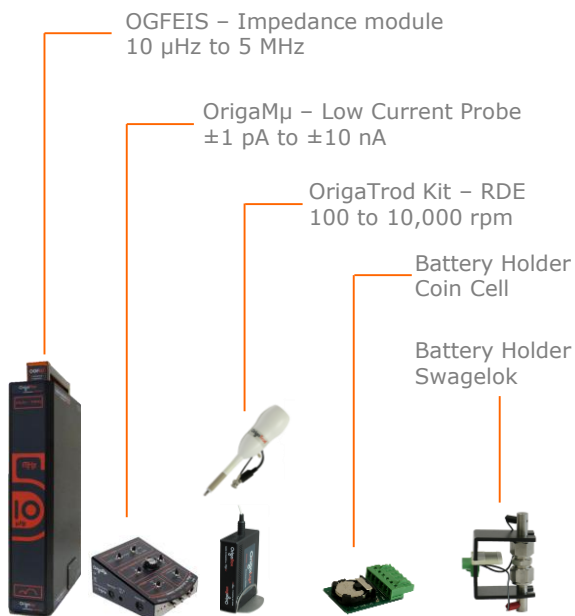 OGFEIS – Impedance module
10 µHz to 5 MHz
OrigaMµ – Low Current Probe
±1 pA to ±10 nA
OrigaTrod Kit – RDE
100 to 10,000 rpm
Battery Holder
Coin Cell
Battery Holder
Swagelok